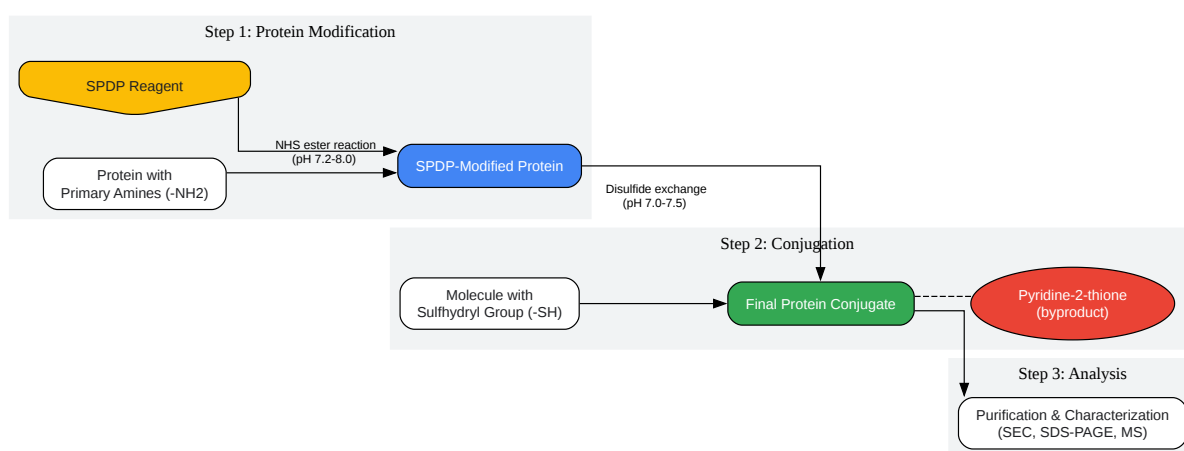 Step 1: Protein Modification
SPDP Reagent
NHS ester reaction
(pH 7.2-8.0)
Protein with
Primary Amines (-NH2)
SPDP-Modified Protein
Disulfide exchange
(pH 7.0-7.5)
Step 2: Conjugation
Molecule with
Sulfhydryl Group (-SH)
Final Protein Conjugate
Pyridine-2-thione
(byproduct)
Step 3: Analysis
Purification & Characterization
(SEC, SDS-PAGE, MS)